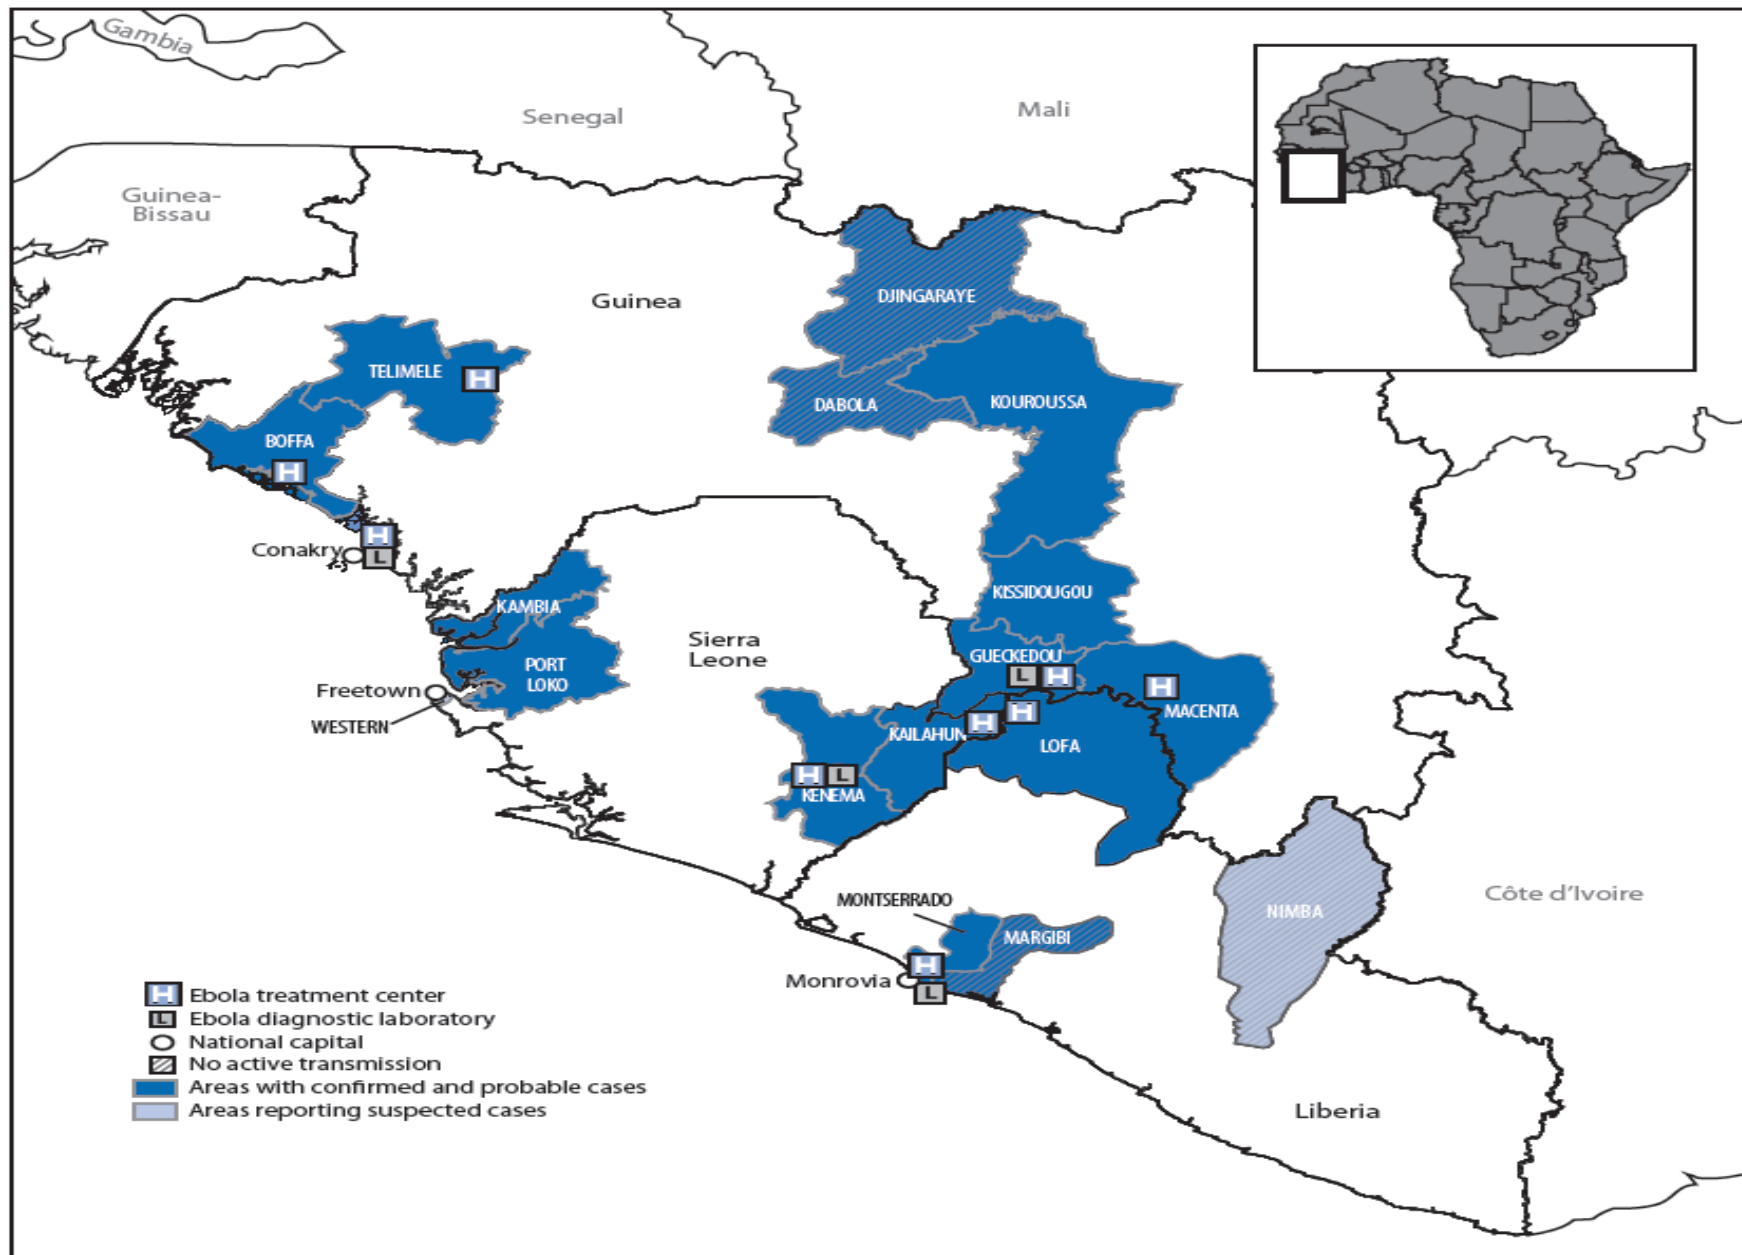 Gambia
Senegal
Mali
Guinea-
Bissau
Guinea
DJINGARAYE
TELIMELE
DABOLA
KOUROUSSA
BOFFA
H
H
H
Conakry
L
KISSIDOUGOU
KAMBIA
Sierra
Leone
PORT
LOKO
GUECKEDOU
L
H
H
Freetown
WESTERN
MACENTA
KAILAHUN
H
H
LOFA
H
L
KENEMA
MONTSERRADO
MARGIBI
NIMBA
Côte d'Ivoire
H
Monrovia
L
Liberia
H Ebola treatment center
L Ebola diagnostic laboratory
National capital
No active transmission
Areas with confirmed and probable cases
Areas reporting suspected cases